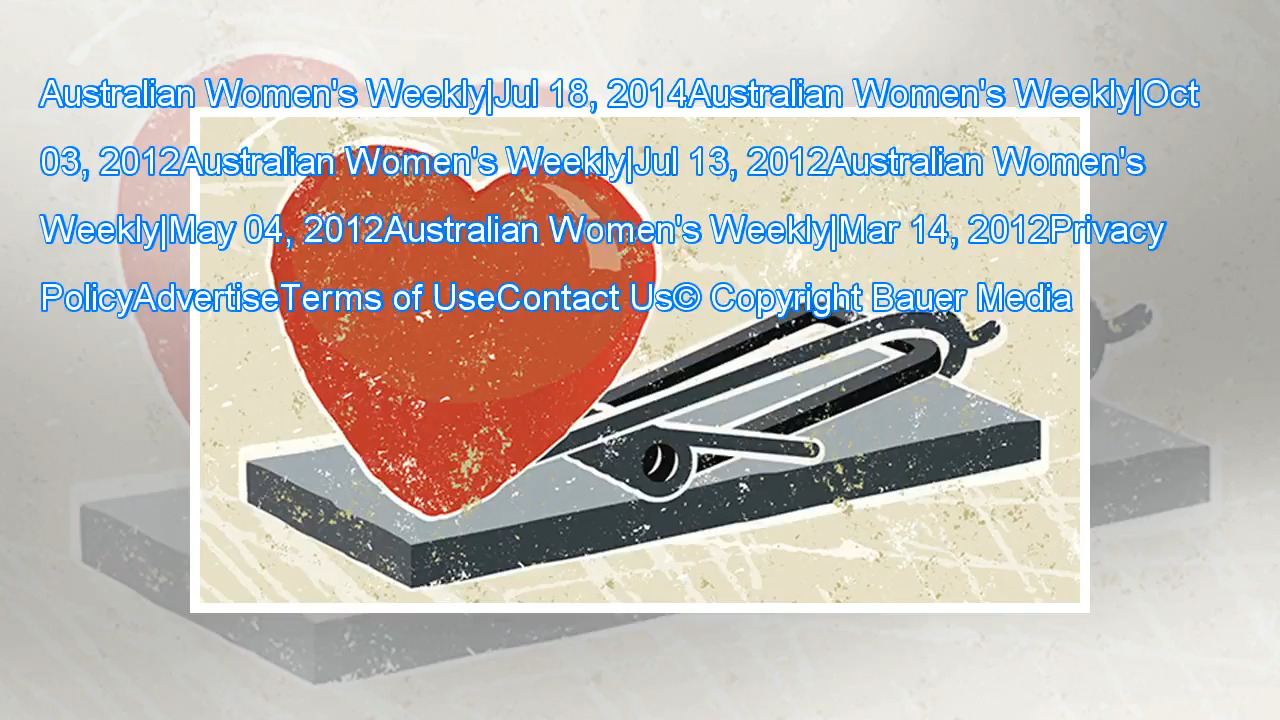 Australian Women's Weekly|Jul 18, 2014Australian Women's Weekly|Oct
03, 2012Australian Women's Weekly|Jul 13, 2012Australian Women's
Weekly|May 04, 2012Australian Women's Weekly|Mar 14, 2012Privacy
PolicyAdvertiseTerms of UseContact Us© Copyright Bauer Media